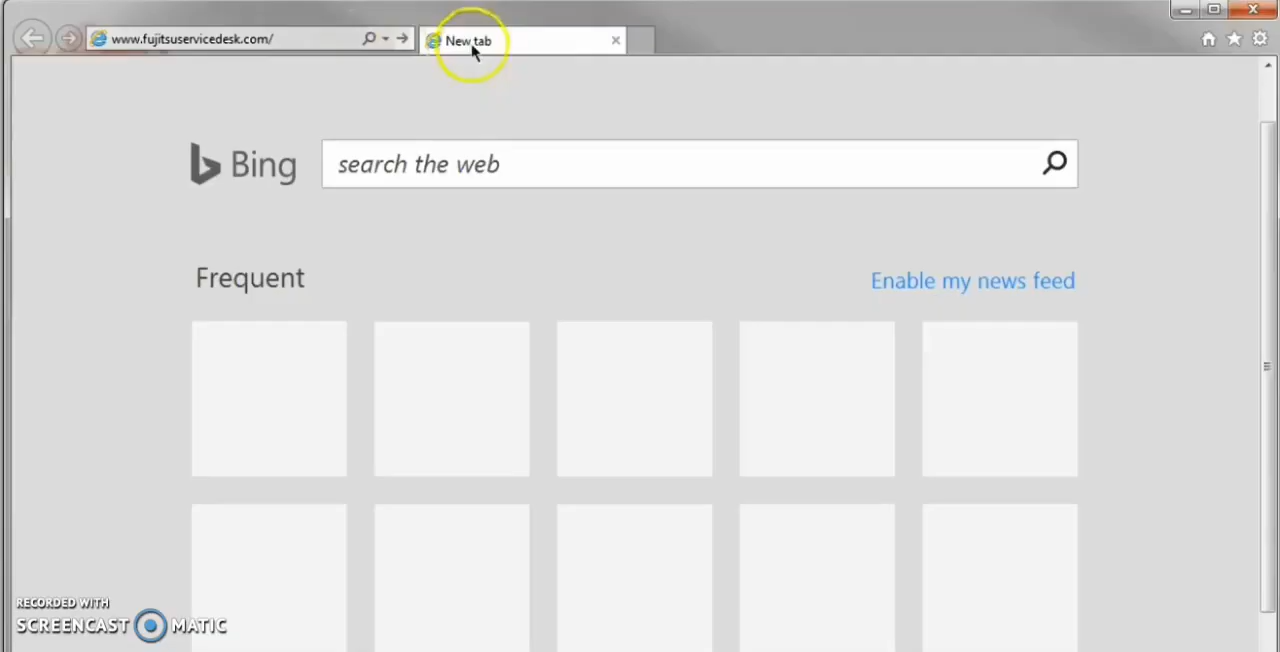 www.fujitsuservicedesk.com/
New tab
Bing
search the web
Frequent
Enable my news feed
RECORDED WITH
SCREENCAST MATIC